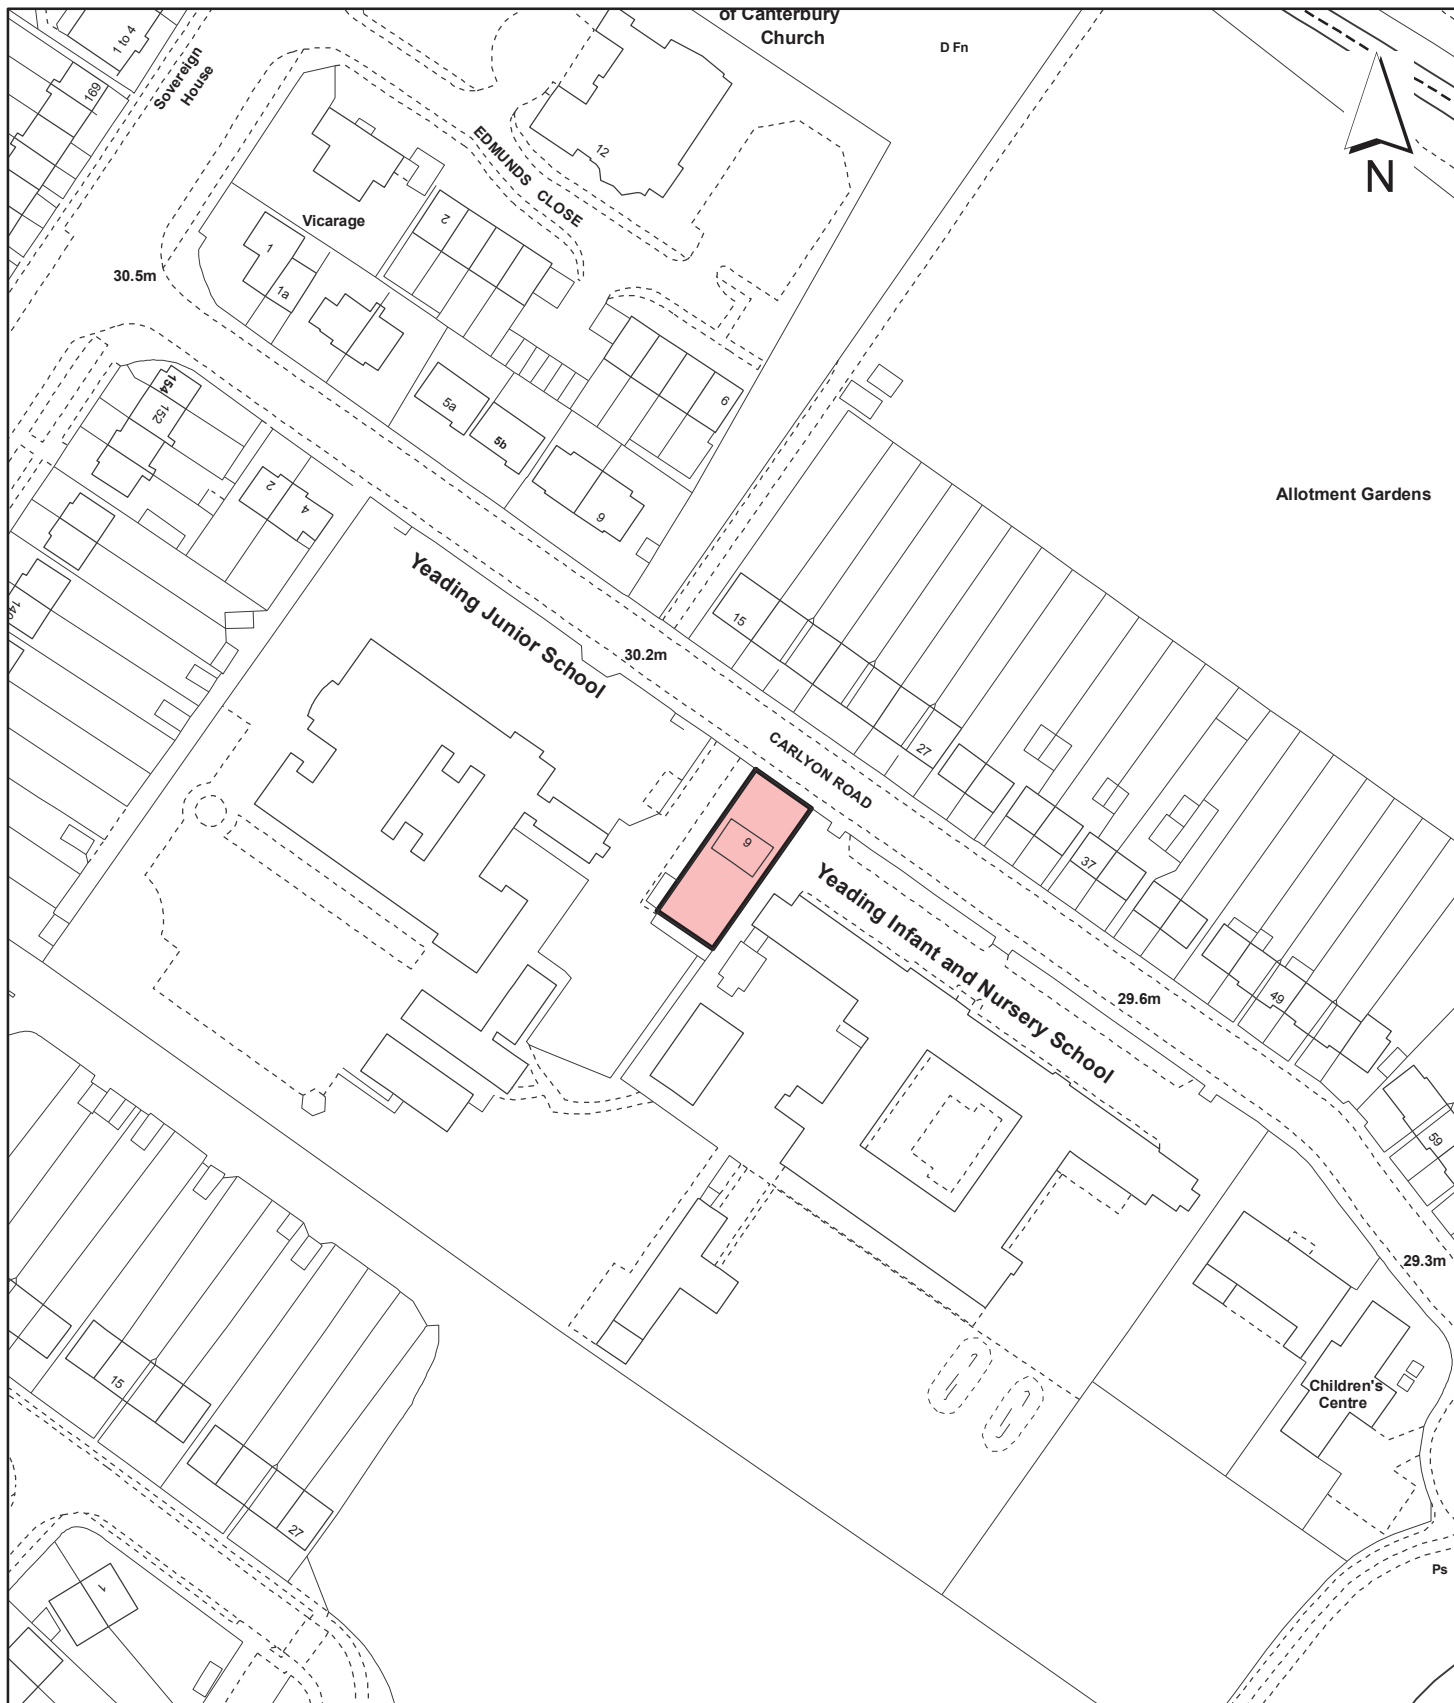 of Canterbury
Church
D Fn
1 to 4
Sovereign
House
169
N
12
EDMUNDS CLOSE
Vicarage
2
1
1a
30.5m
154
152
5a
5b
6
9
2
4
Allotment Gardens
Yeading Junior School
30.2m
15
27
CARLYON ROAD
9
37
Yeading Infant and Nursery School
49
29.6m
59
29.3m
Children's
Centre
15
27
1
Ps